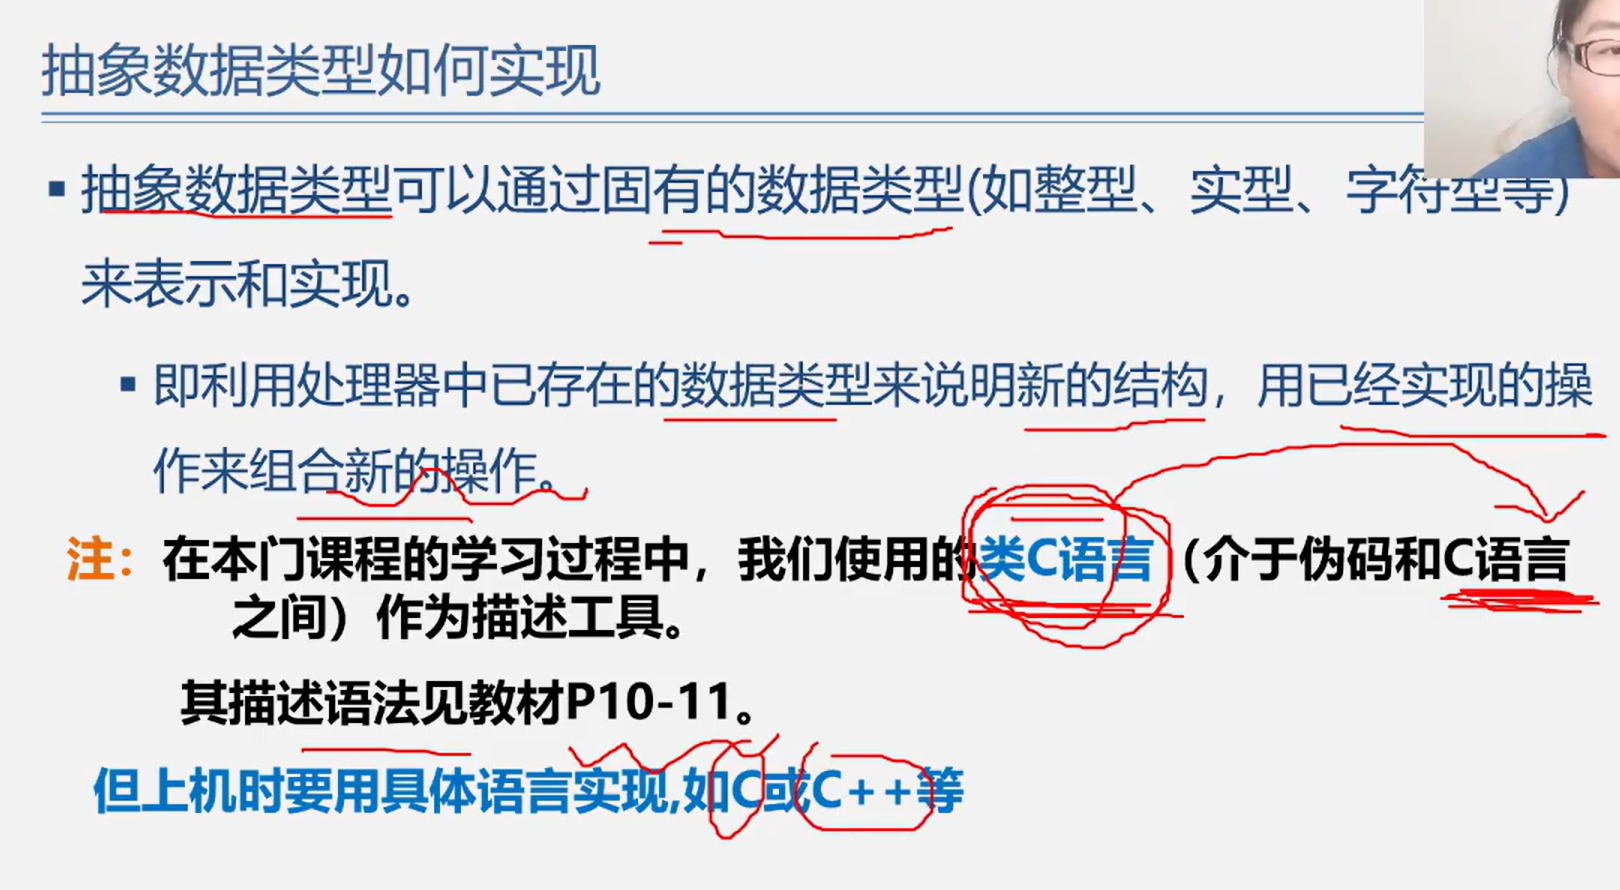 抽象数据类型如何实现
抽象数据类型可以通过固有的数据类型(如整型、实型、字符型等)
来表示和实现。
即利用处理器中已存在的数据类型来说明新的结构，用已经实现的操
作来组合新的操作。
注：在本门课程的学习过程中，我们使用的类C语言（介于伪码和C语言
之间）作为描述工具。
其描述语法见教材P10-11。
但上机时要用具体语言实现,如C或C++等